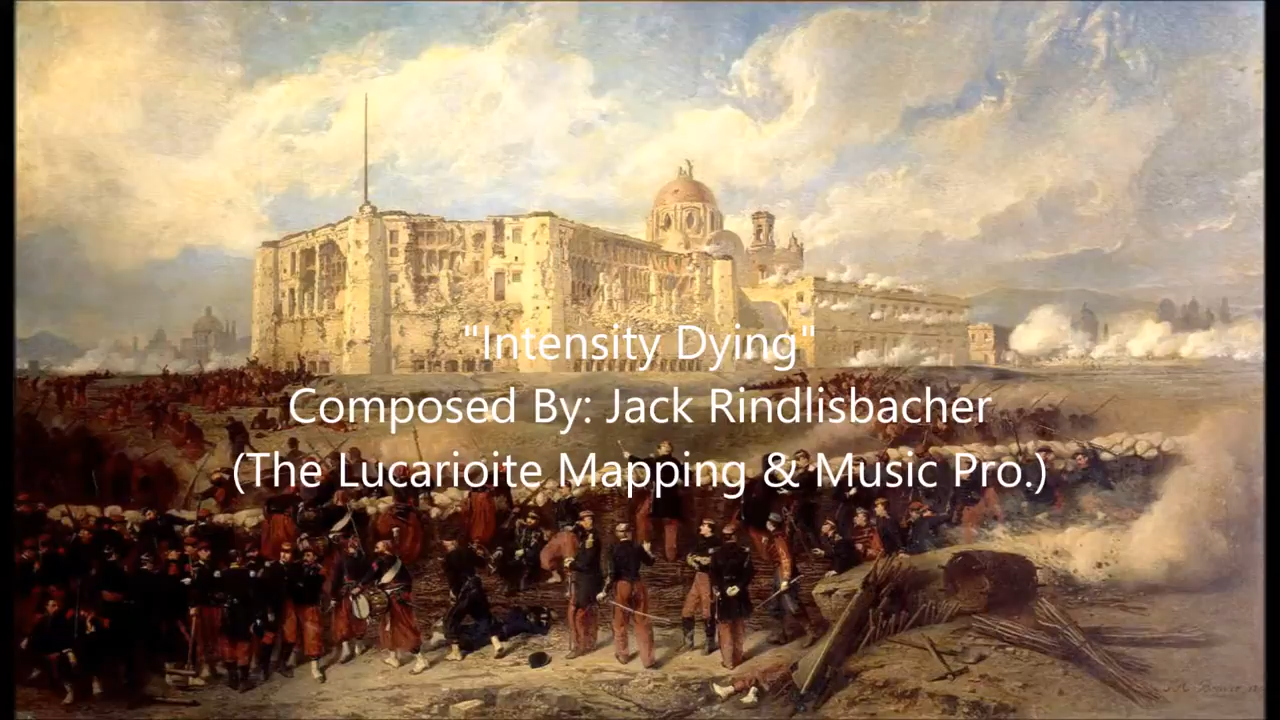 "Intensity Dying"
Composed By: Jack Rindlisbacher
(The Lucarioite Mapping & Music Pro.)